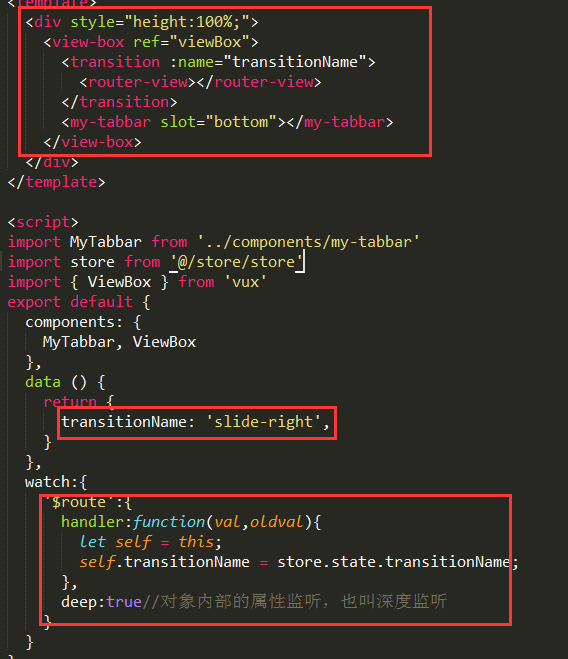 <template>
<div style="height:100%;">
<view-box ref="viewBox">
<transition :name="transitionName">
<router-view></router-view>
</transition>
<my-tabbar slot="bottom"></my-tabbar>
</view-box>
</div>
</template>
<script>
import MyTabbar from '../components/my-tabbar'
import store from '@/store/store'
import { ViewBox } from 'vux'
export default {
components: {
MyTabbar, ViewBox
},
data () {
return {
transitionName: 'slide-right',
}
},
watch:{
'$route':{
handler:function(val,oldval){
let self = this;
self.transitionName = store.state.transitionName;
},
deep:true//对象内部的属性监听，也叫深度监听
}
}
}